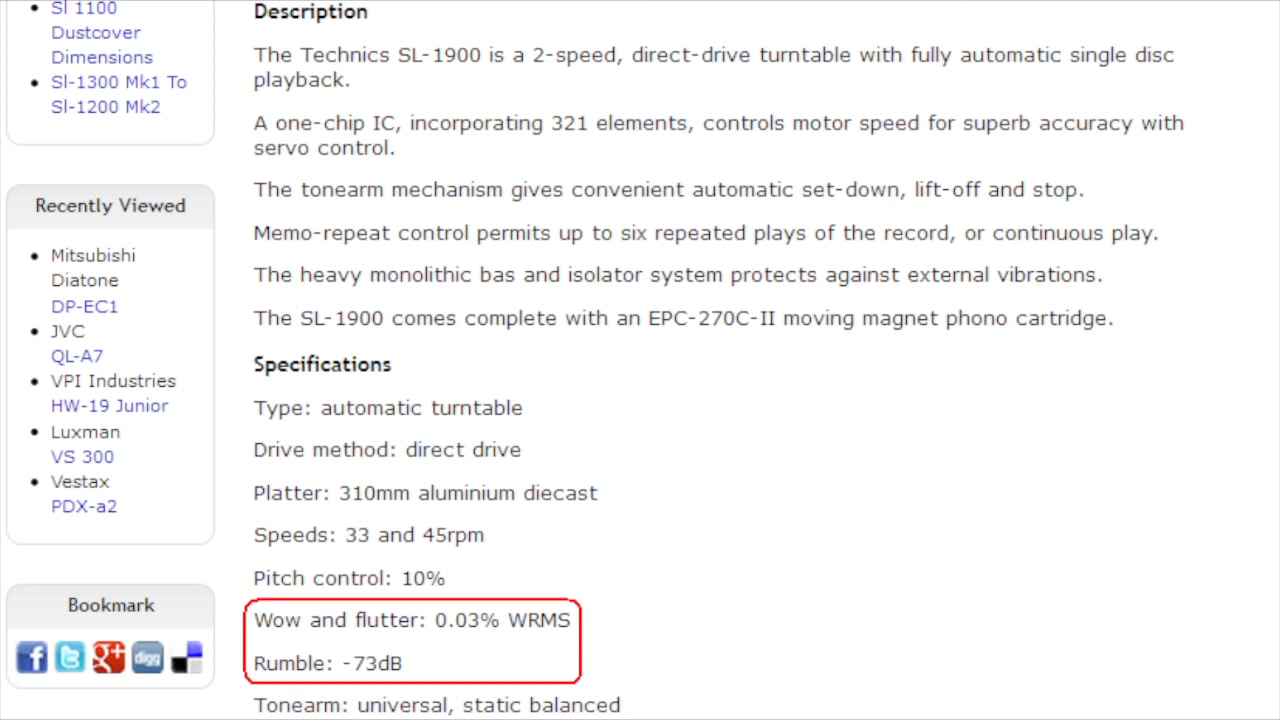 Sl 1100
Dustcover
Dimensions
Sl-1300 Mk1 To
Sl-1200 Mk2
Recently Viewed
Mitsubishi
Diatone
DP-EC1
JVC
QL-A7
VPI Industries
HW-19 Junior
Luxman
VS 300
Vestax
PDX-a2
Bookmark
f
t
g+
digg
Description
The Technics SL-1900 is a 2-speed, direct-drive turntable with fully automatic single disc
playback.
A one-chip IC, incorporating 321 elements, controls motor speed for superb accuracy with
servo control.
The tonearm mechanism gives convenient automatic set-down, lift-off and stop.
Memo-repeat control permits up to six repeated plays of the record, or continuous play.
The heavy monolithic bas and isolator system protects against external vibrations.
The SL-1900 comes complete with an EPC-270C-II moving magnet phono cartridge.
Specifications
Type: automatic turntable
Drive method: direct drive
Platter: 310mm aluminium diecast
Speeds: 33 and 45rpm
Pitch control: 10%
Wow and flutter: 0.03% WRMS
Rumble: -73dB
Tonearm: universal, static balanced